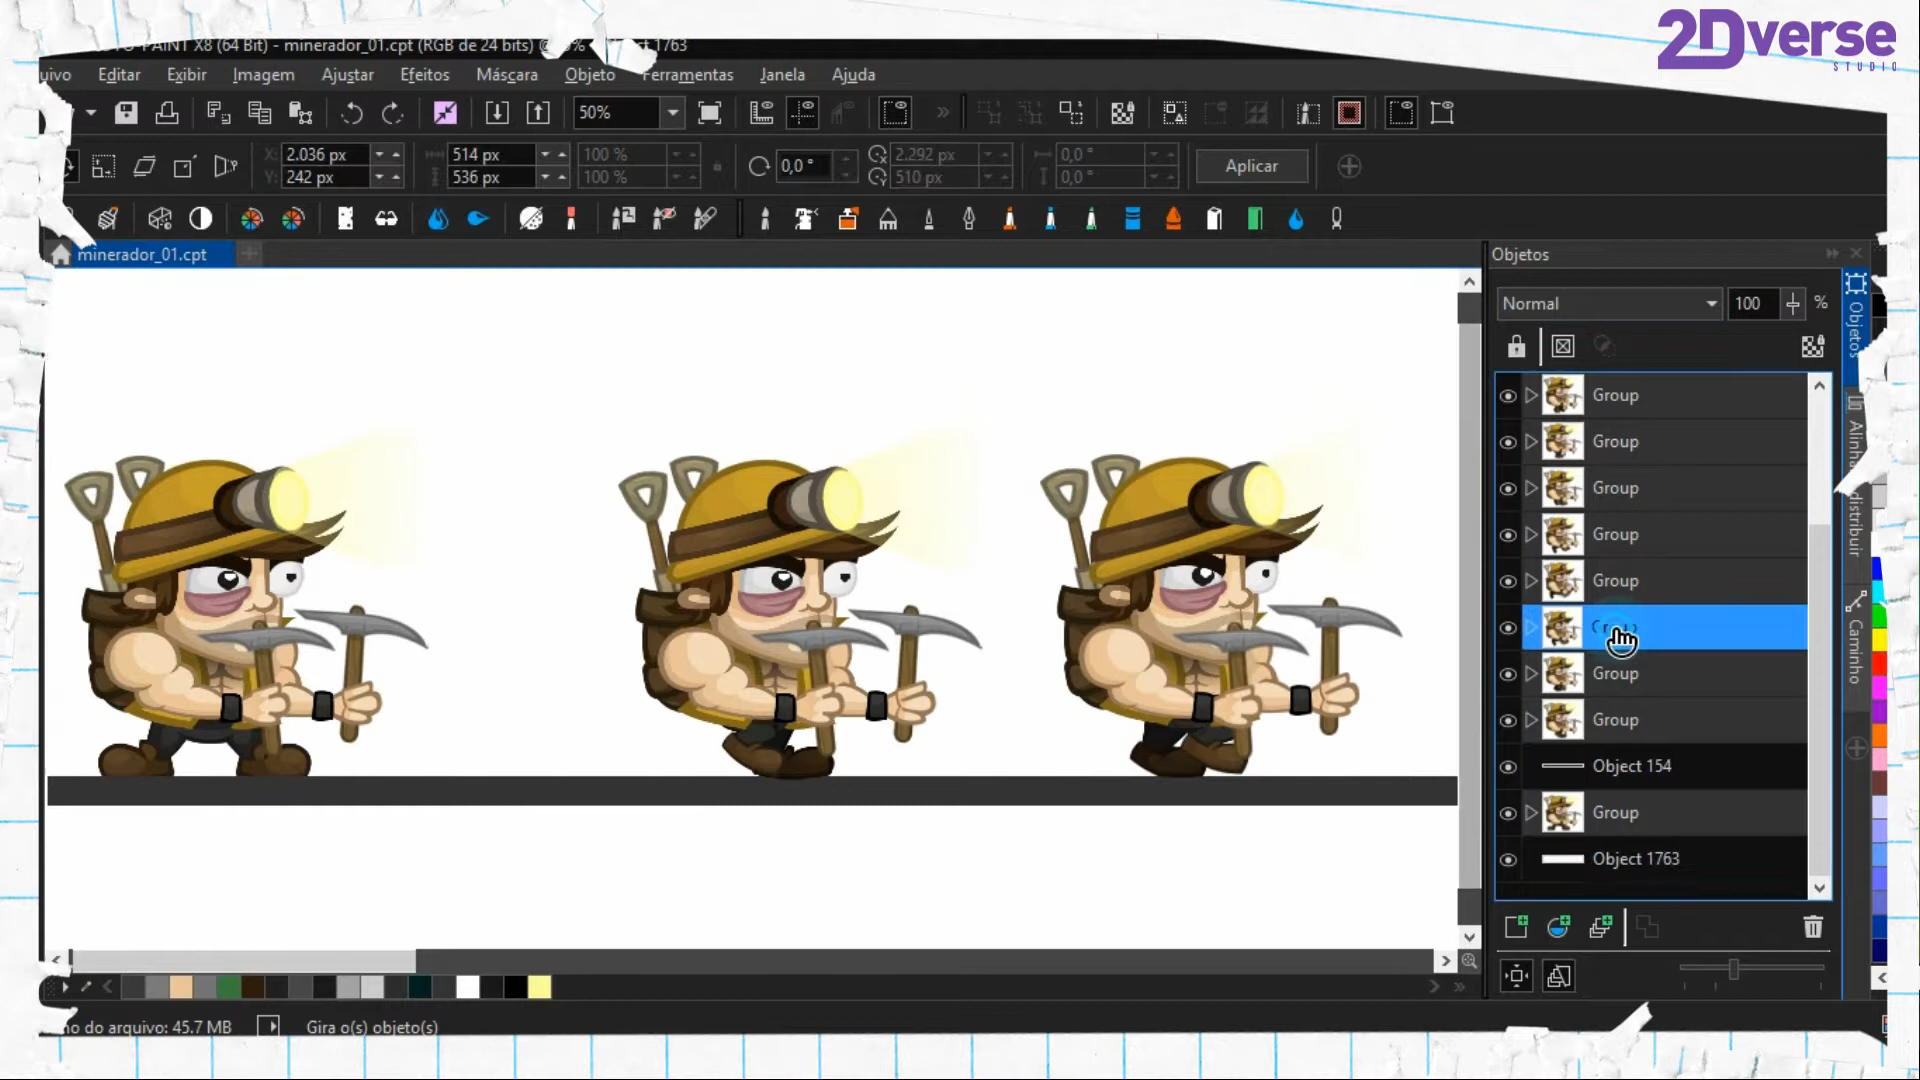 2Dverse
STUDIO
PAINT X8 (64 Bit) - minerador_01.cpt (RGB de 24 bits) @ 1763
uivo Editar Exibir Imagem Ajustar Efeitos Máscara Objeto Ferramentas Janela Ajuda
50%
X: 2.036 px 514 px 100 % 0,0 ° 2.292 px 0,0 ° Aplicar
Y: 242 px 536 px 100 % 510 px 0,0 °
minerador_01.cpt
Objetos
Normal 100 %
Group
Group
Group
Group
Group
Group
Group
Object 154
Group
Object 1763
Objetos
Alinha distribuir
Caminho
o do arquivo: 45.7 MB Gira o(s) objeto(s)